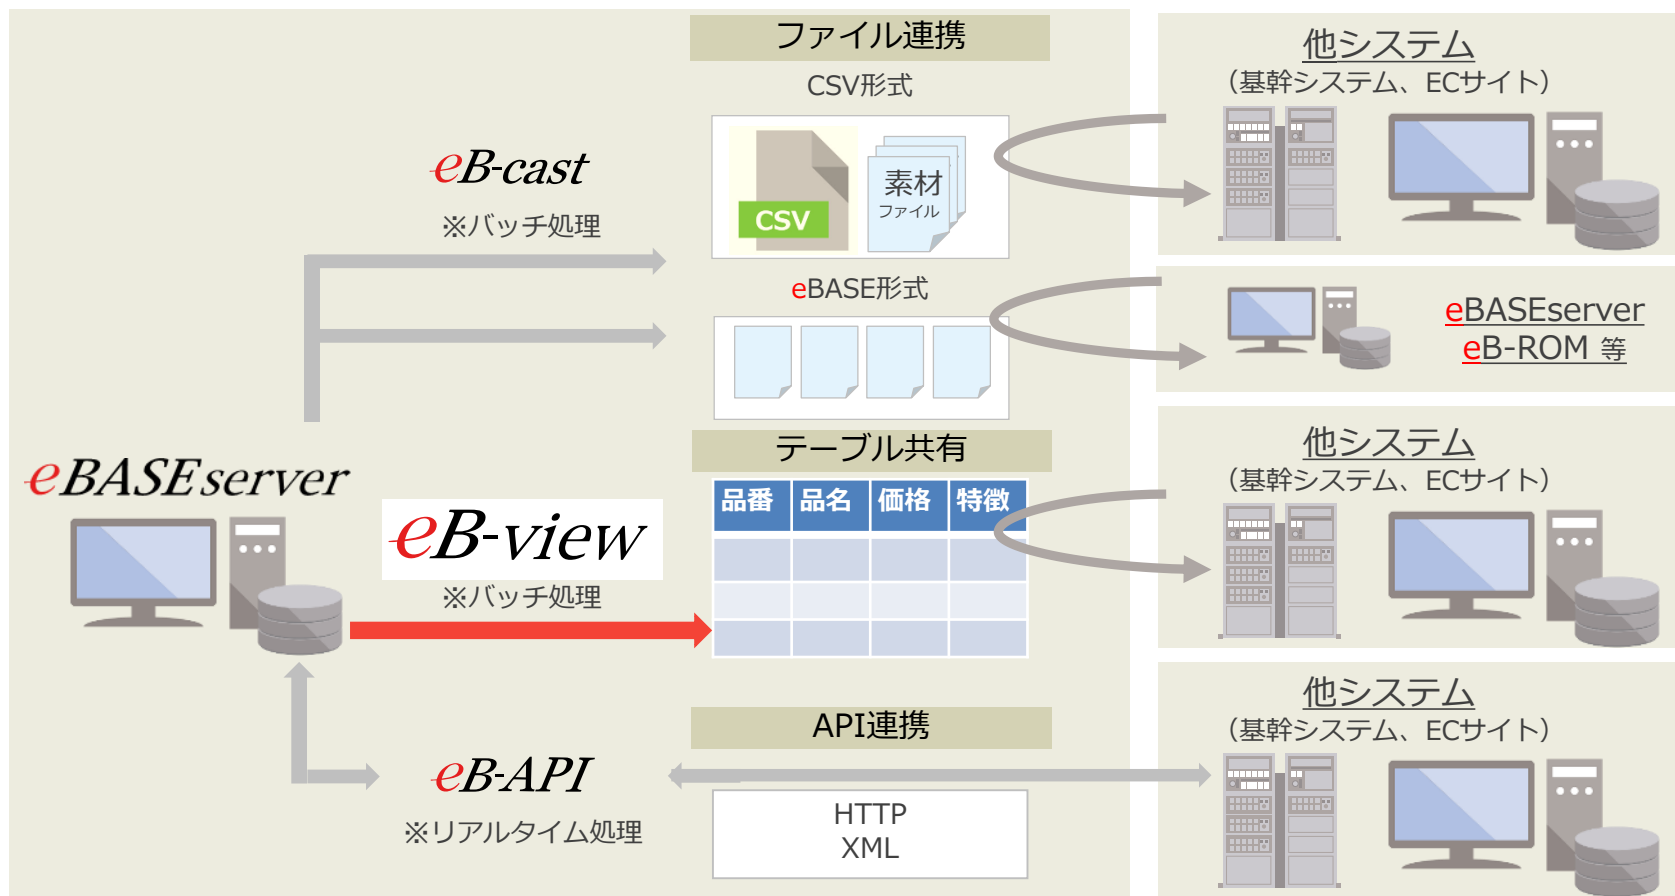 ファイル連携
CSV形式
CSV
素材
ファイル
eB-cast
※バッチ処理
eBASE形式
他システム
（基幹システム、ECサイト）
eBASEserver
eB-ROM 等
eBASEserver
eB-view
※バッチ処理
テーブル共有
品番 品名 価格 特徴
他システム
（基幹システム、ECサイト）
eB-API
※リアルタイム処理
API連携
HTTP
XML
他システム
（基幹システム、ECサイト）